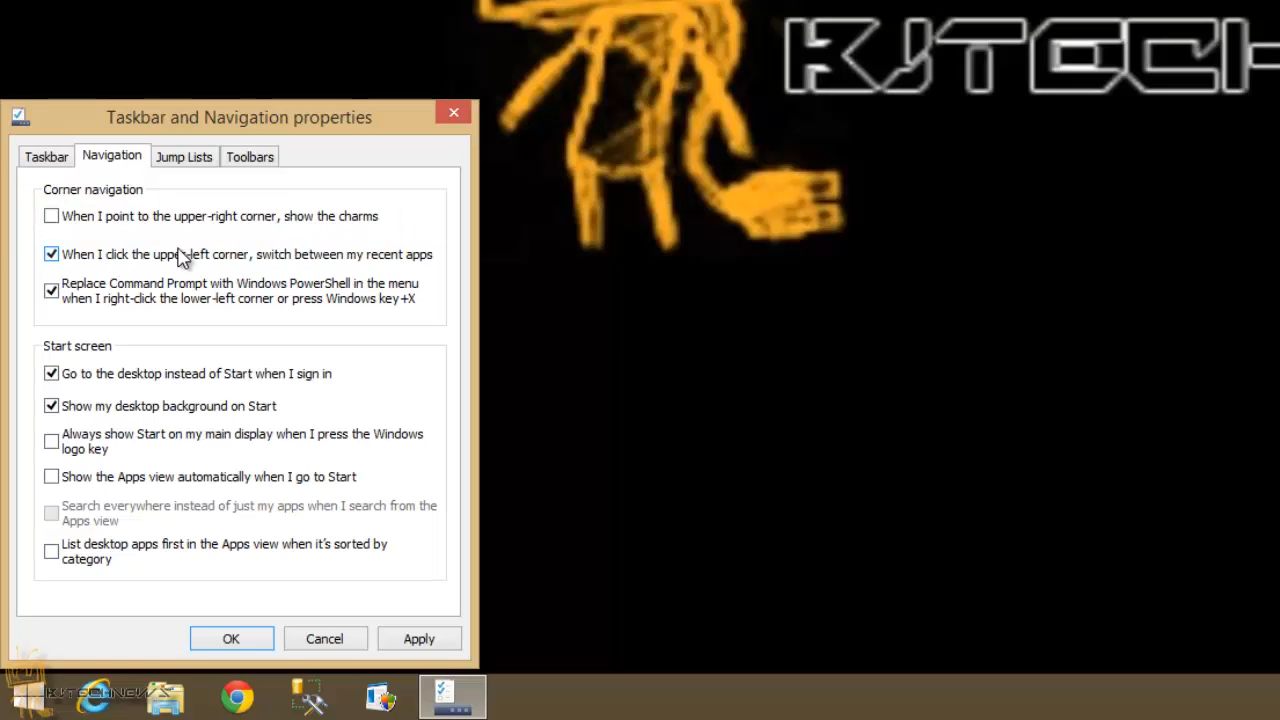 KJTECH
Taskbar and Navigation properties
Taskbar
Navigation
Jump Lists
Toolbars
Corner navigation
When I point to the upper-right corner, show the charms
When I click the upper-left corner, switch between my recent apps
Replace Command Prompt with Windows PowerShell in the menu
when I right-click the lower-left corner or press Windows key+X
Start screen
Go to the desktop instead of Start when I sign in
Show my desktop background on Start
Always show Start on my main display when I press the Windows
logo key
Show the Apps view automatically when I go to Start
Search everywhere instead of just my apps when I search from the
Apps view
List desktop apps first in the Apps view when it's sorted by
category
OK
Cancel
Apply
KJTECHNEWS